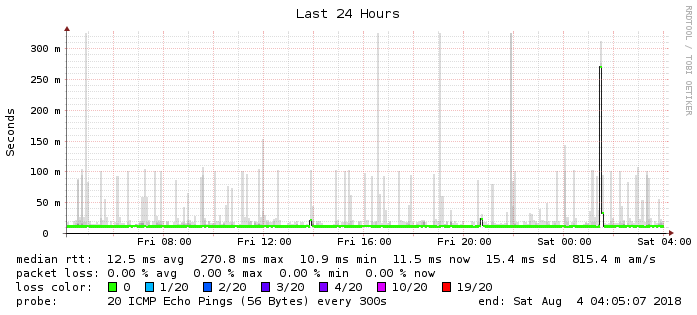 Last 24 Hours
RRDTOOL / TOBI OETIKER
Seconds
300 m
250 m
200 m
150 m
100 m
50 m
0
Fri 08:00 Fri 12:00 Fri 16:00 Fri 20:00 Sat 00:00 Sat 04:00
median rtt: 12.5 ms avg 270.8 ms max 10.9 ms min 11.5 ms now 15.4 ms sd 815.4 m am/s
packet loss: 0.00 % avg 0.00 % max 0.00 % min 0.00 % now
loss color: 0 1/20 2/20 3/20 4/20 10/20 19/20
probe: 20 ICMP Echo Pings (56 Bytes) every 300s end: Sat Aug 4 04:05:07 2018